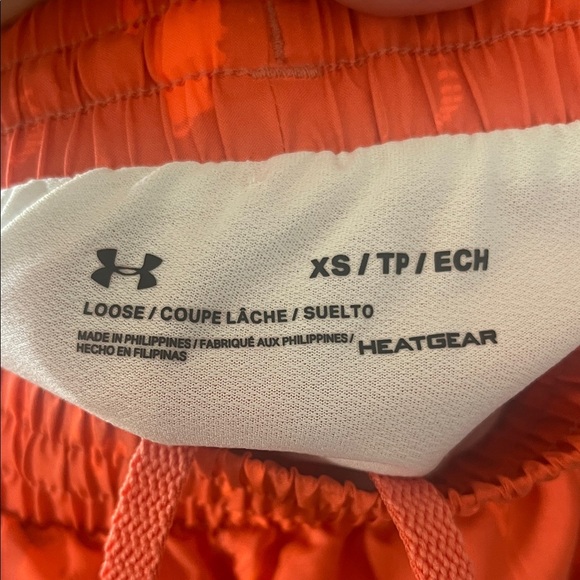 XS / TP / ECH
LOOSE / COUPE LÂCHE / SUELTO
MADE IN PHILIPPINES / FABRIQUÉ AUX PHILIPPINES /
HECHO EN FILIPINAS
HEATGEAR